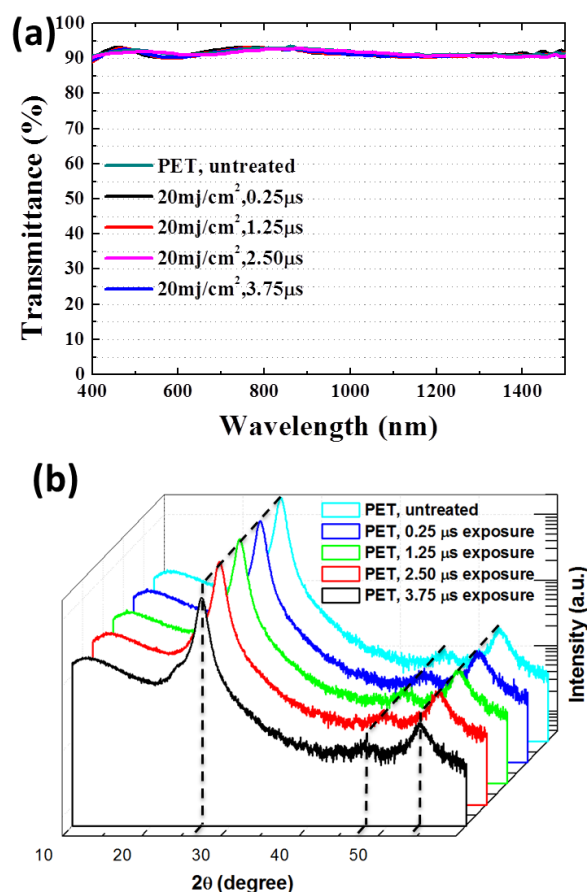 (a)
100
90
80
70
60
50
40
30
20
10
0
Transmittance (%)
PET, untreated
20mj/cm²,0.25μs
20mj/cm²,1.25μs
20mj/cm²,2.50μs
20mj/cm²,3.75μs
400 600 800 1000 1200 1400
Wavelength (nm)
(b)
PET, untreated
PET, 0.25 μs exposure
PET, 1.25 μs exposure
PET, 2.50 μs exposure
PET, 3.75 μs exposure
Intensity (a.u.)
10 20 30 40 50
2θ (degree)